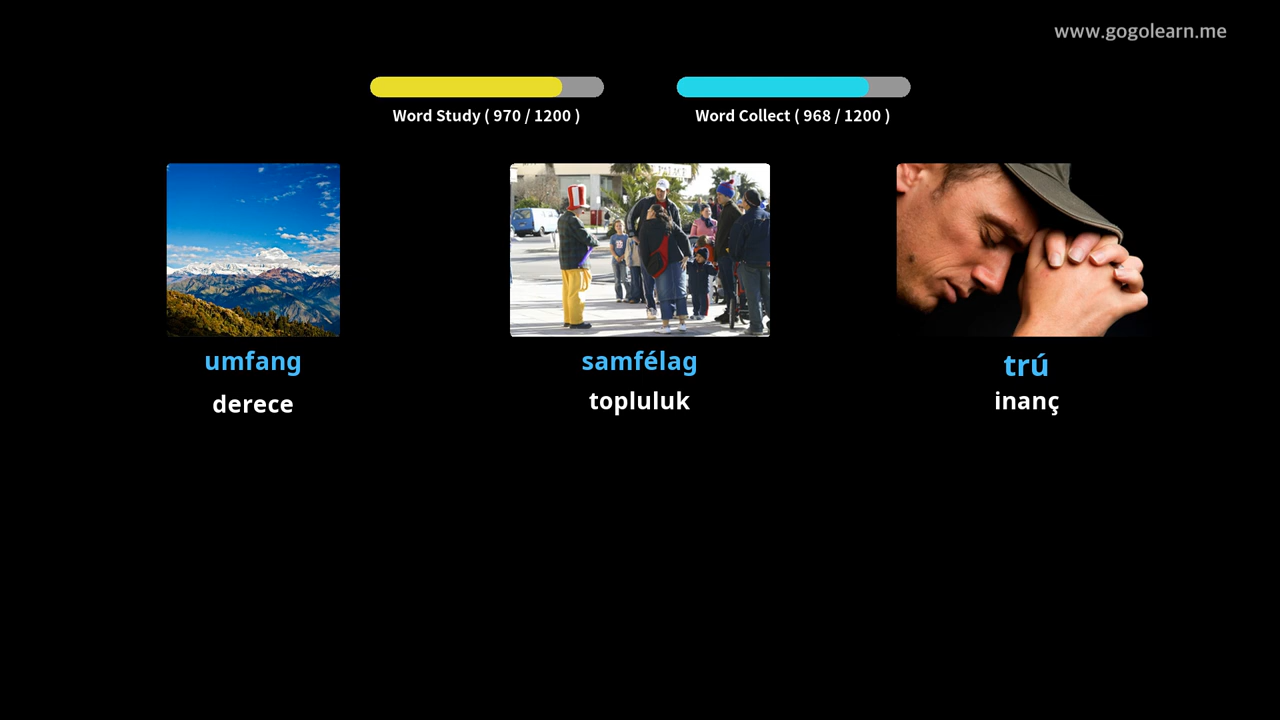 www.gogolearn.me
Word Study ( 970 / 1200 )
Word Collect ( 968 / 1200 )
umfang
derece
samfélag
topluluk
trú
inanç